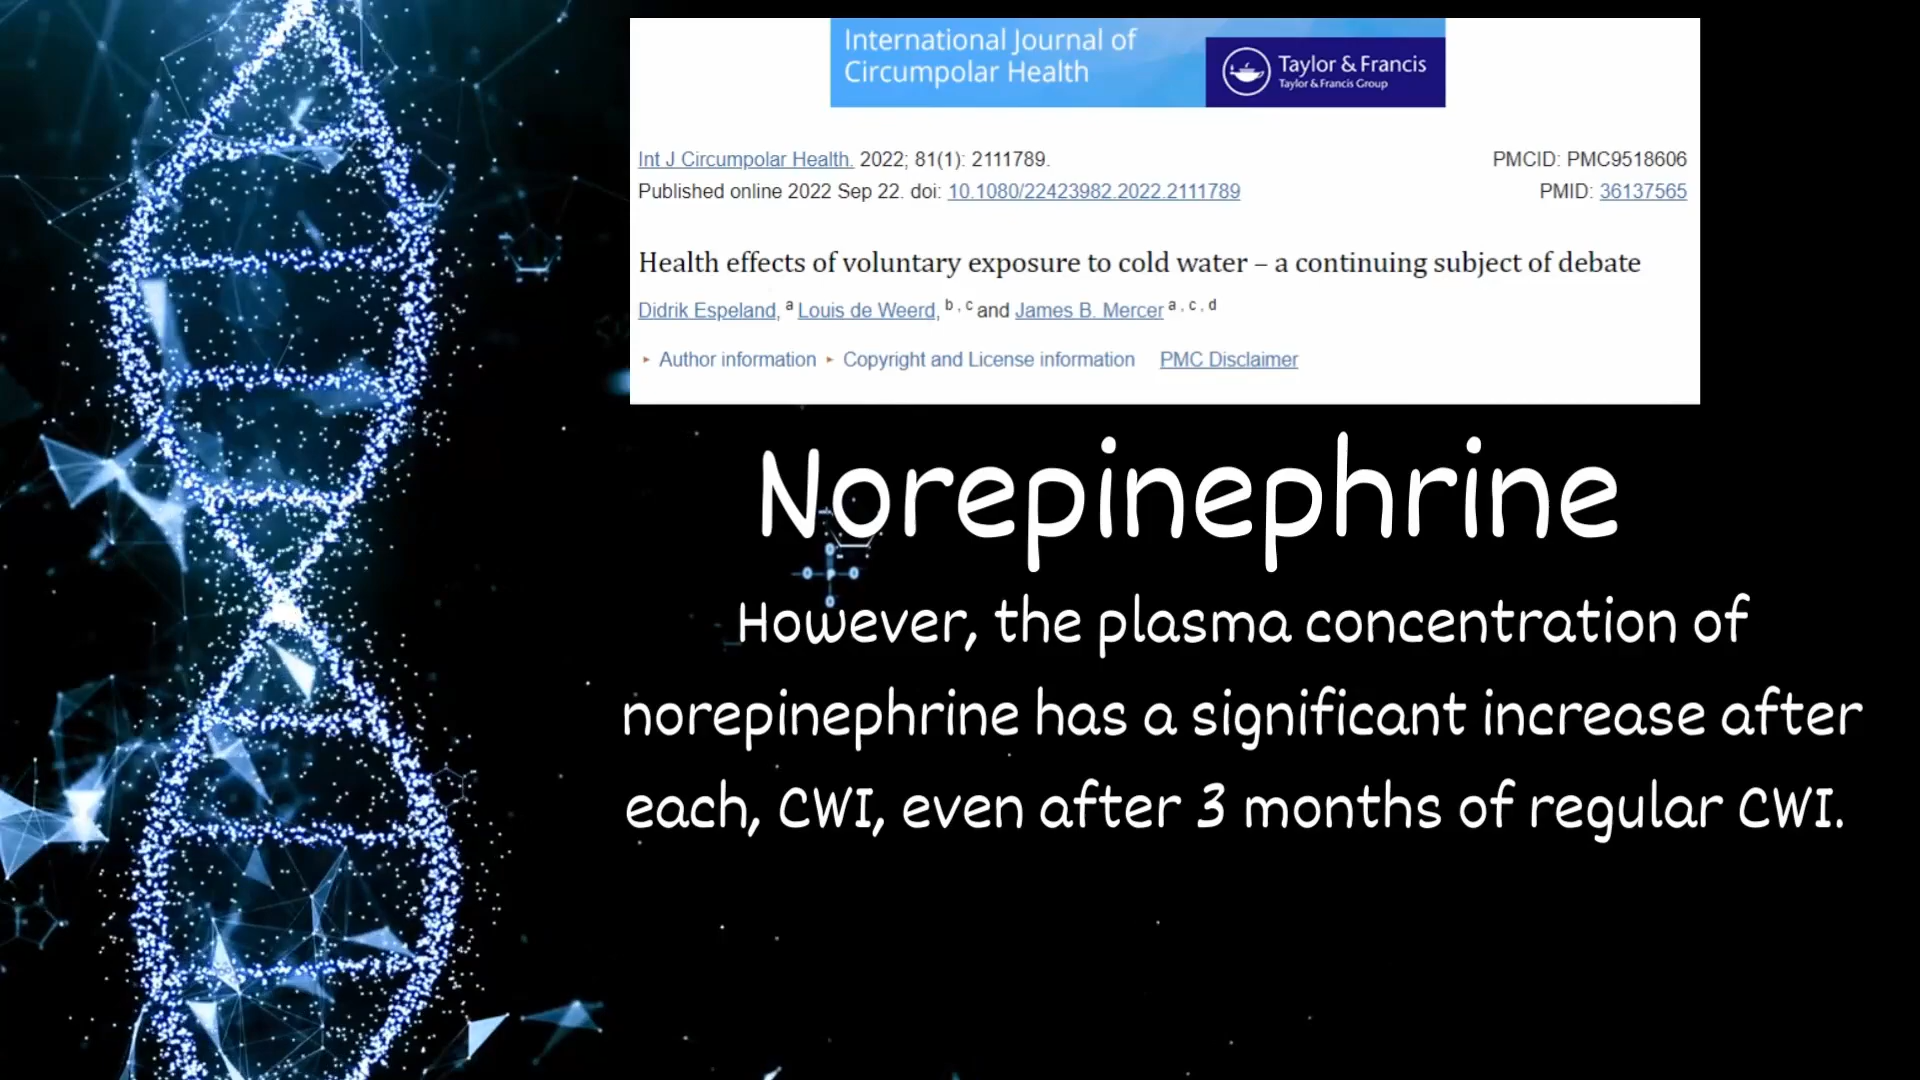 International Journal of
Circumpolar Health
Taylor & Francis
Taylor & Francis Group
Int J Circumpolar Health. 2022; 81(1): 2111789.
PMCID: PMC9518606
Published online 2022 Sep 22. doi: 10.1080/22423982.2022.2111789
PMID: 36137565
Health effects of voluntary exposure to cold water – a continuing subject of debate
Didrik Espeland, a Louis de Weerd, b , c and James B. Mercer a , c , d
▸ Author information ▸ Copyright and License information PMC Disclaimer
Norepinephrine
However, the plasma concentration of
norepinephrine has a significant increase after
each, CWI, even after 3 months of regular CWI.